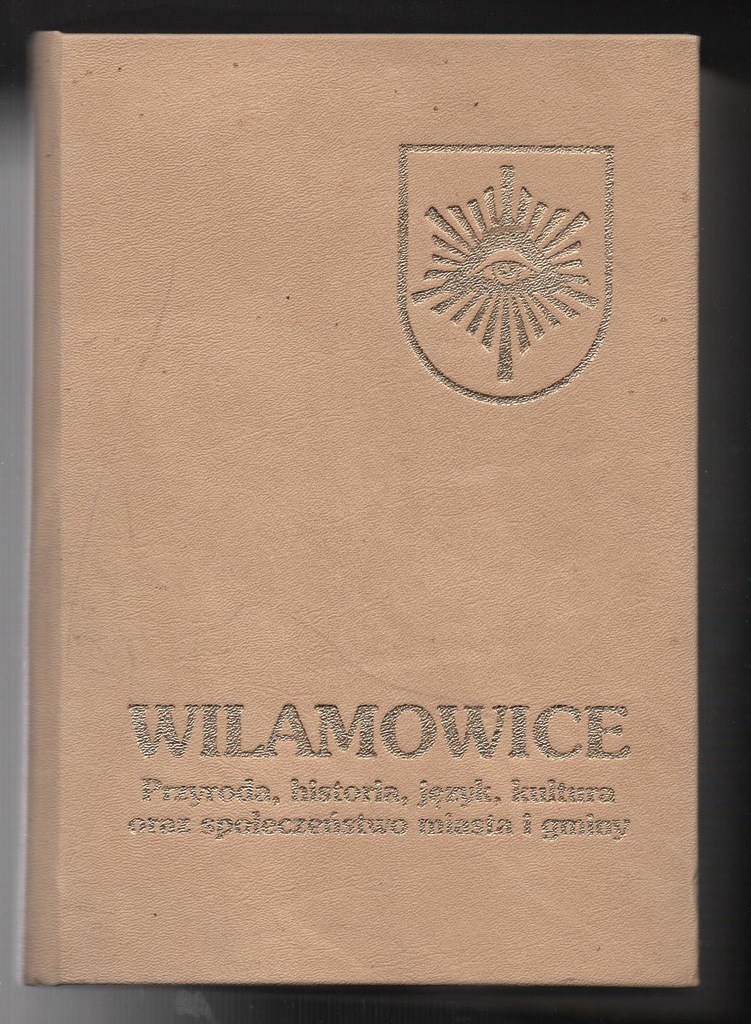 WILAMOWICE
Przyroda, historia, język, kultura
oraz społeczeństwo miasta i gminy